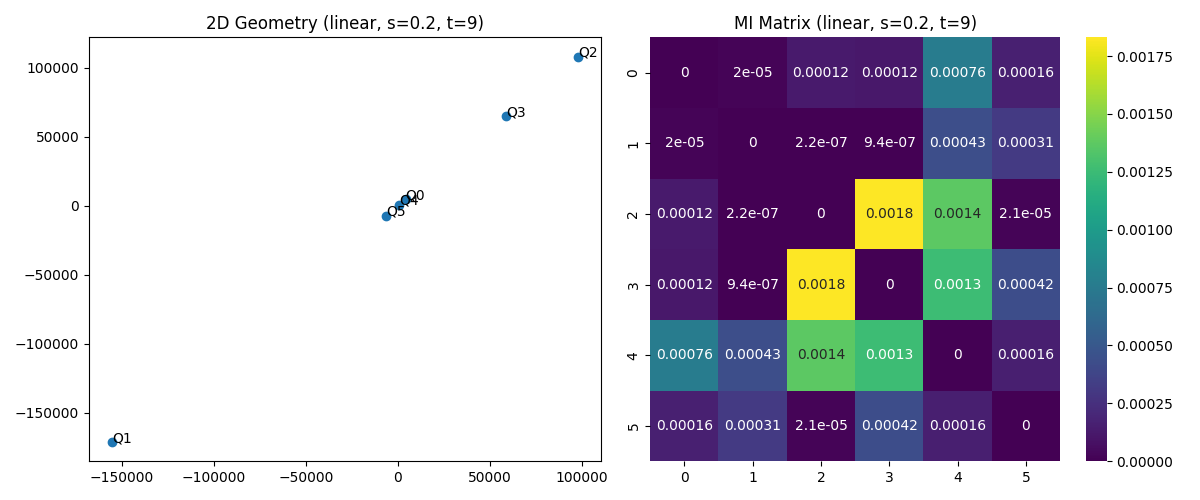 2D Geometry (linear, s=0.2, t=9)
100000
50000
0
−50000
−100000
−150000
−150000 −100000 −50000 0 50000 100000
Q2
Q3
Q0
Q4
Q5
Q1
MI Matrix (linear, s=0.2, t=9)
0 0 2e-05 0.00012 0.00012 0.00076 0.00016
1 2e-05 0 2.2e-07 9.4e-07 0.00043 0.00031
2 0.00012 2.2e-07 0 0.0018 0.0014 2.1e-05
3 0.00012 9.4e-07 0.0018 0 0.0013 0.00042
4 0.00076 0.00043 0.0014 0.0013 0 0.00016
5 0.00016 0.00031 2.1e-05 0.00042 0.00016 0
0 1 2 3 4 5
0.00175
0.00150
0.00125
0.00100
0.00075
0.00050
0.00025
0.00000